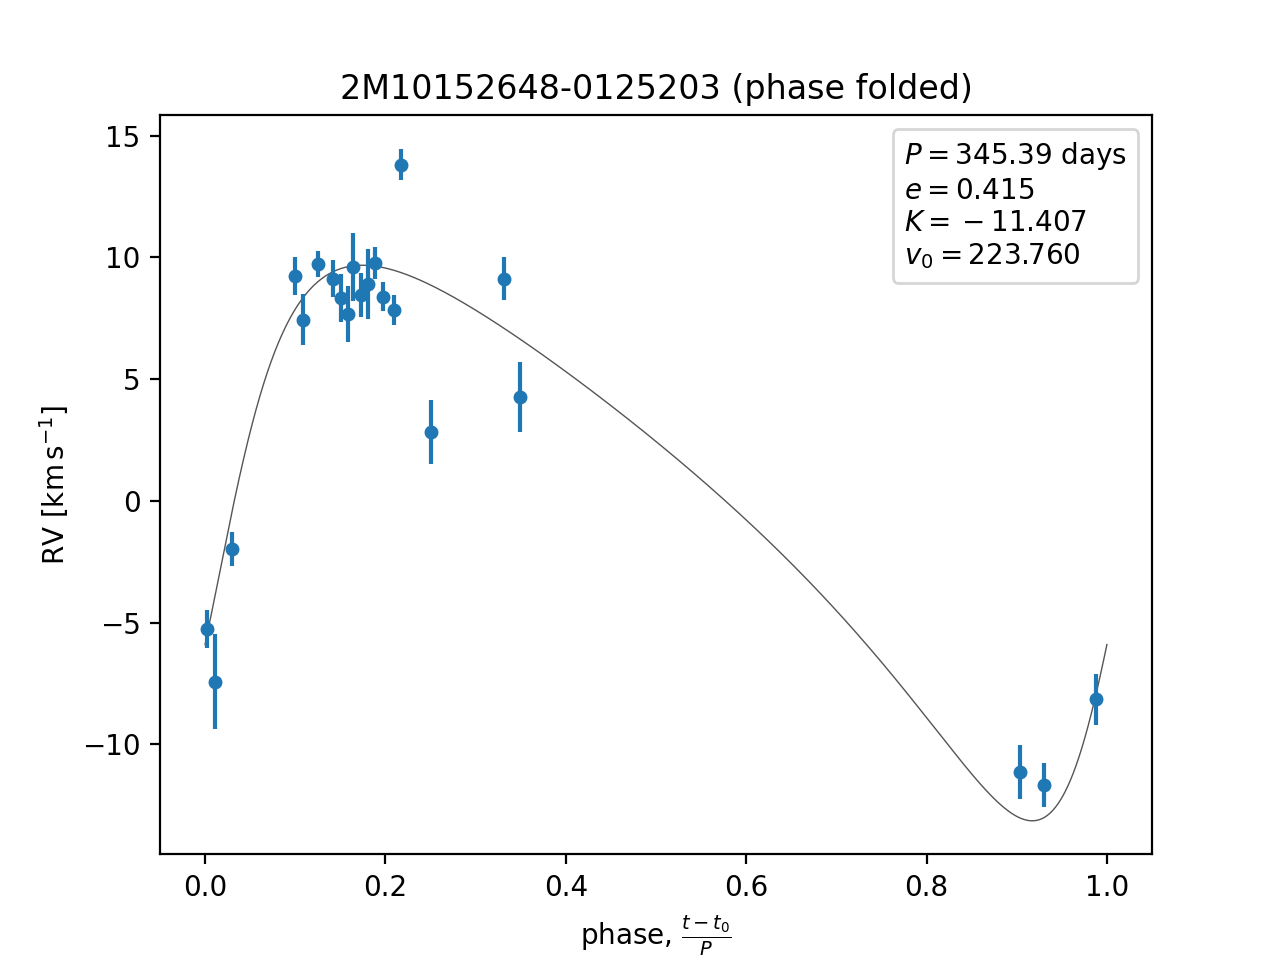 2M10152648-0125203 (phase folded)
P = 345.39 days
e = 0.415
K = −11.407
v₀ = 223.760
RV [km s⁻¹]
15
10
5
0
−5
−10
0.0 0.2 0.4 0.6 0.8 1.0
phase, (t − t₀)/P